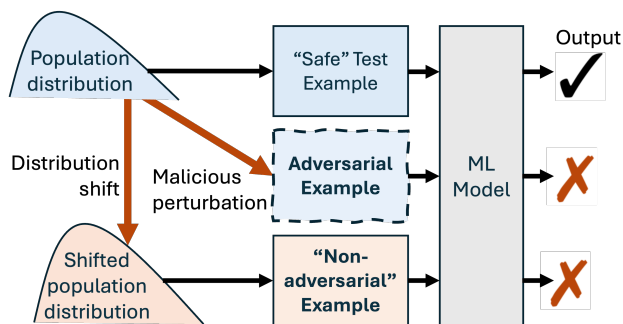 Output
Population
distribution
“Safe” Test
Example
Distribution
shift
Malicious
perturbation
Adversarial
Example
ML
Model
Shifted
population
distribution
“Non-
adversarial”
Example